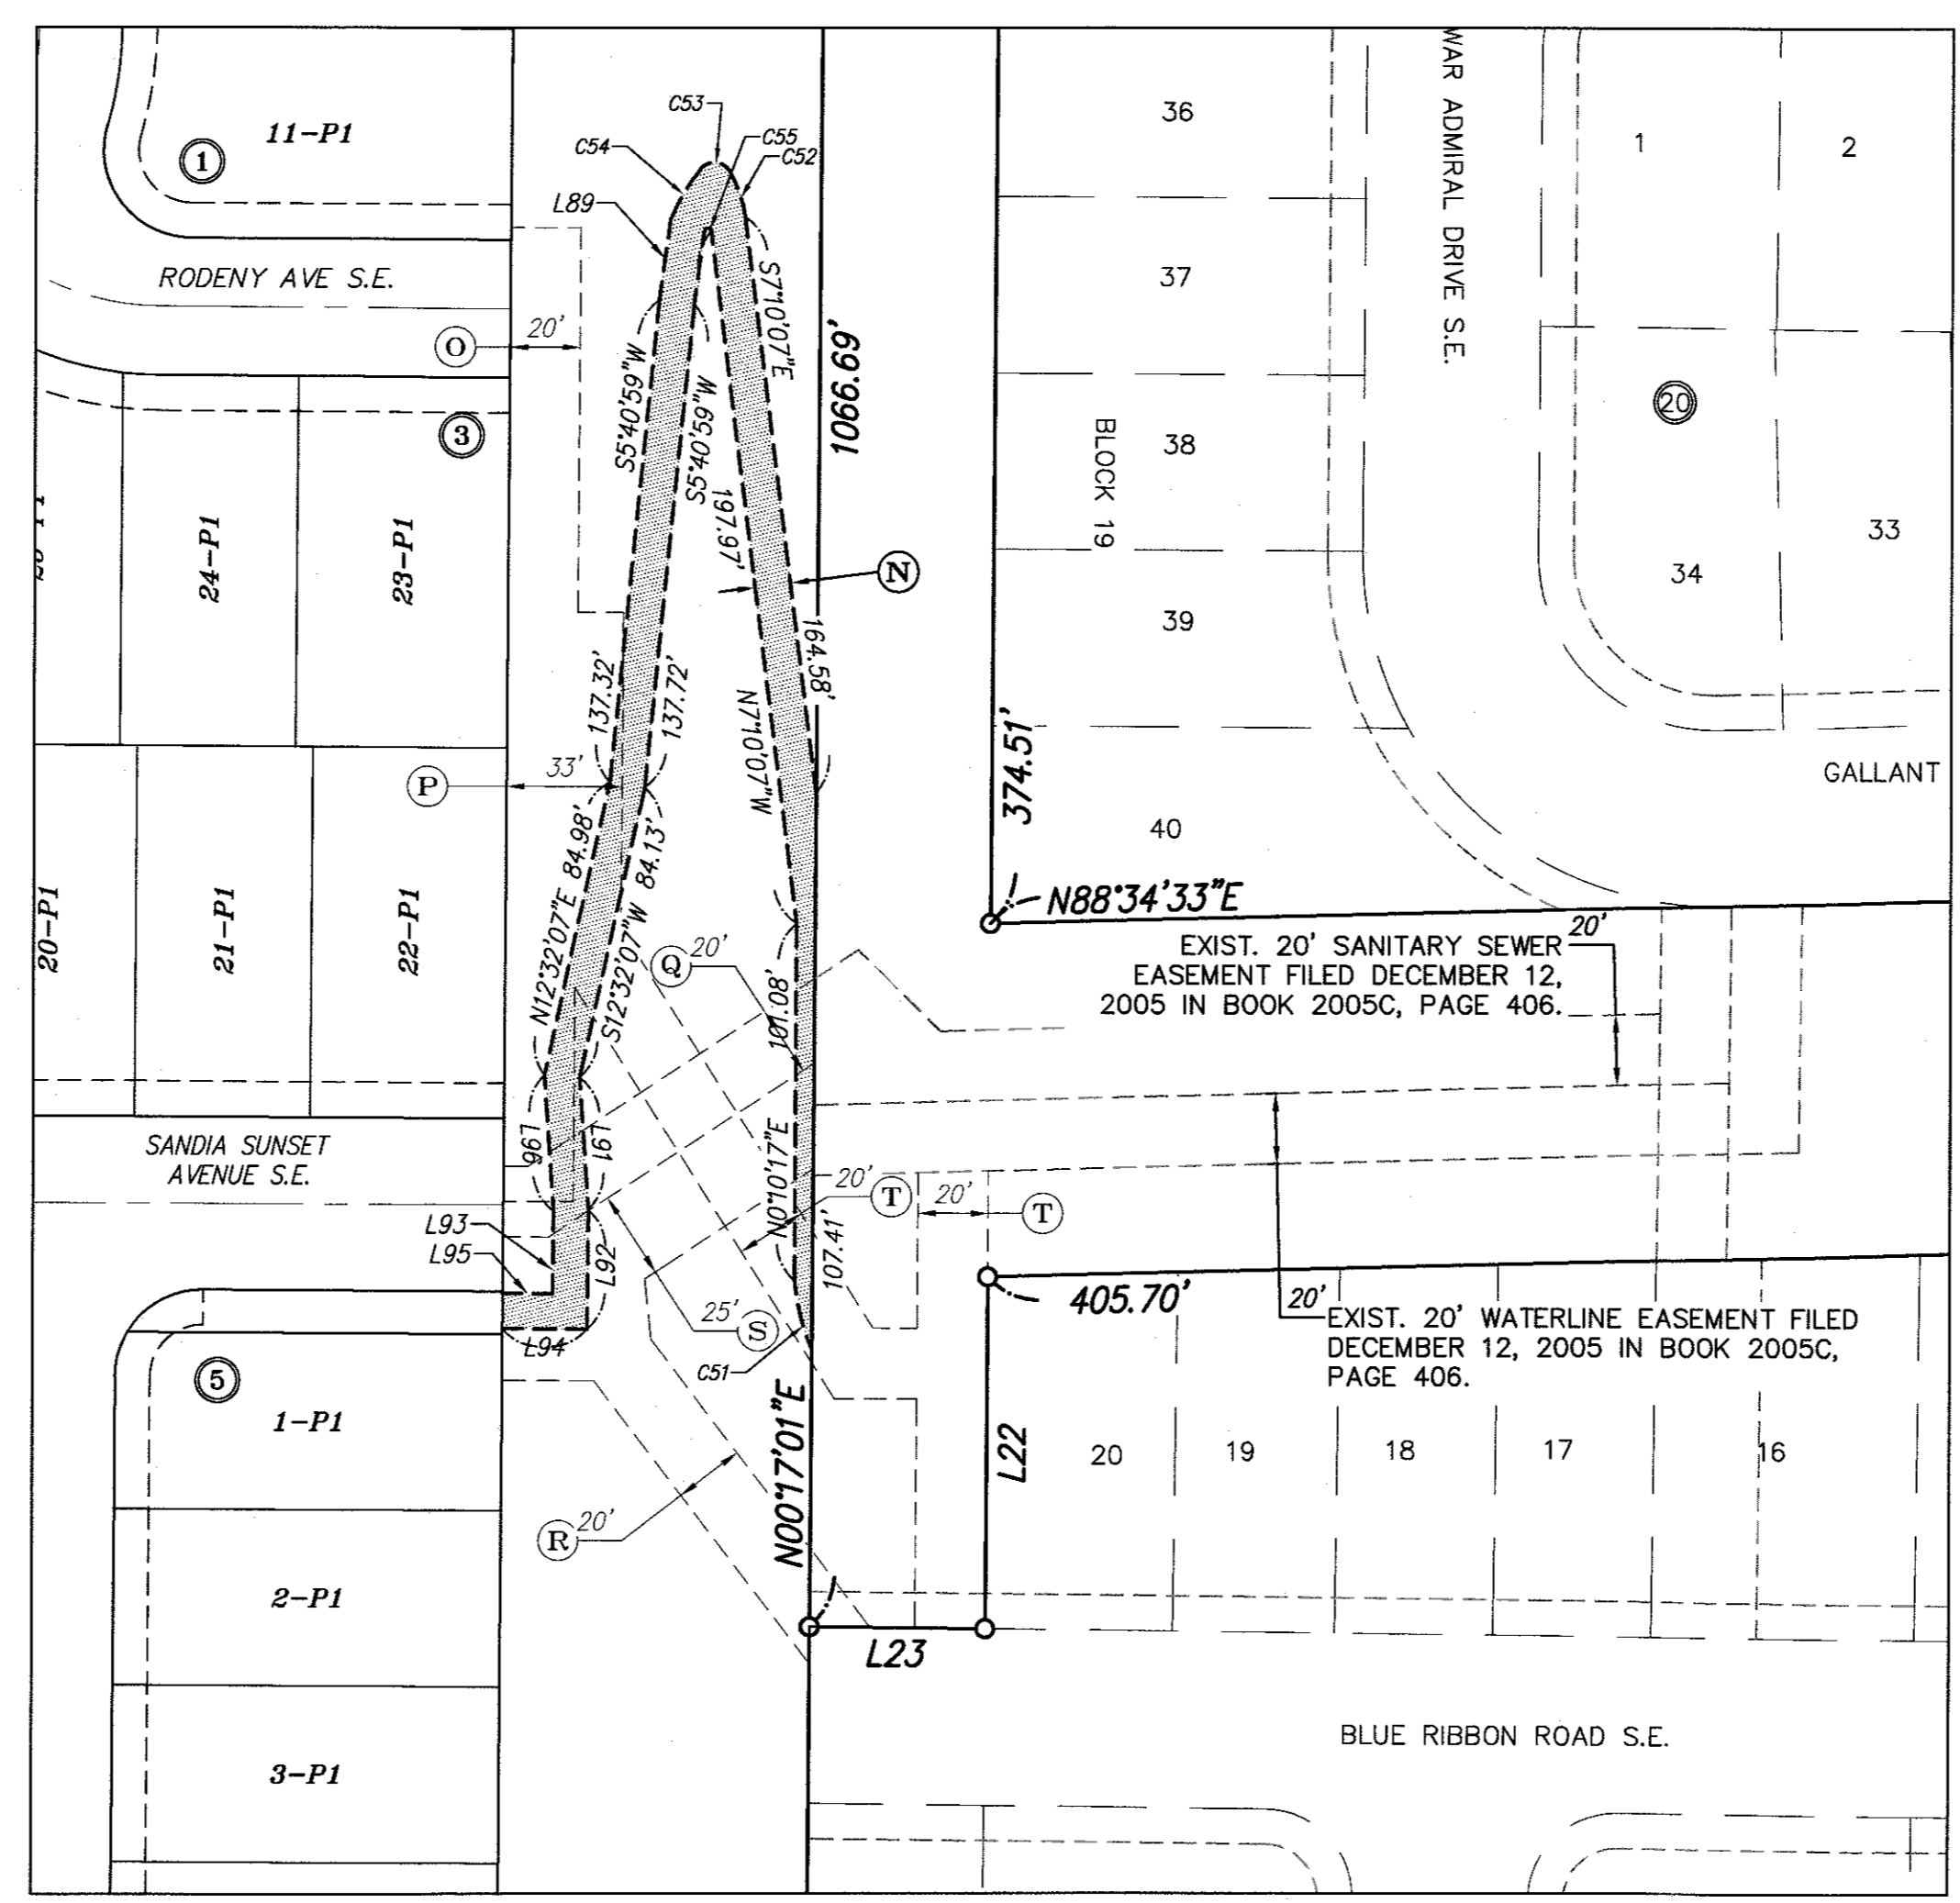 11-P1
1
RODENY AVE S.E.
O
20'
3
24-P1
23-P1
P
33'
20-P1
21-P1
22-P1
SANDIA SUNSET
AVENUE S.E.
L93
L95
L94
5
1-P1
2-P1
3-P1
C53
C54
C55
C52
L89
S7°10'07"E
S5°40'59"W
S5°40'59"W
197.97'
1066.69'
N
164.58'
137.32'
137.72'
N7°10'07"W
N12°32'07"E 84.98'
S12°32'07"W 84.13'
Q
20'
101.08'
L96
L91
L92
N0°10'17"E
107.41'
20'
T
20'
T
25'
S
C51
R
20'
N00°17'01"E
L22
L23
36
37
38
39
40
BLOCK 19
WAR ADMIRAL DRIVE S.E.
1
2
20
33
34
GALLANT
374.51'
N88°34'33"E
20'
EXIST. 20' SANITARY SEWER
EASEMENT FILED DECEMBER 12,
2005 IN BOOK 2005C, PAGE 406.
405.70'
20'
EXIST. 20' WATERLINE EASEMENT FILED
DECEMBER 12, 2005 IN BOOK 2005C,
PAGE 406.
20
19
18
17
16
BLUE RIBBON ROAD S.E.